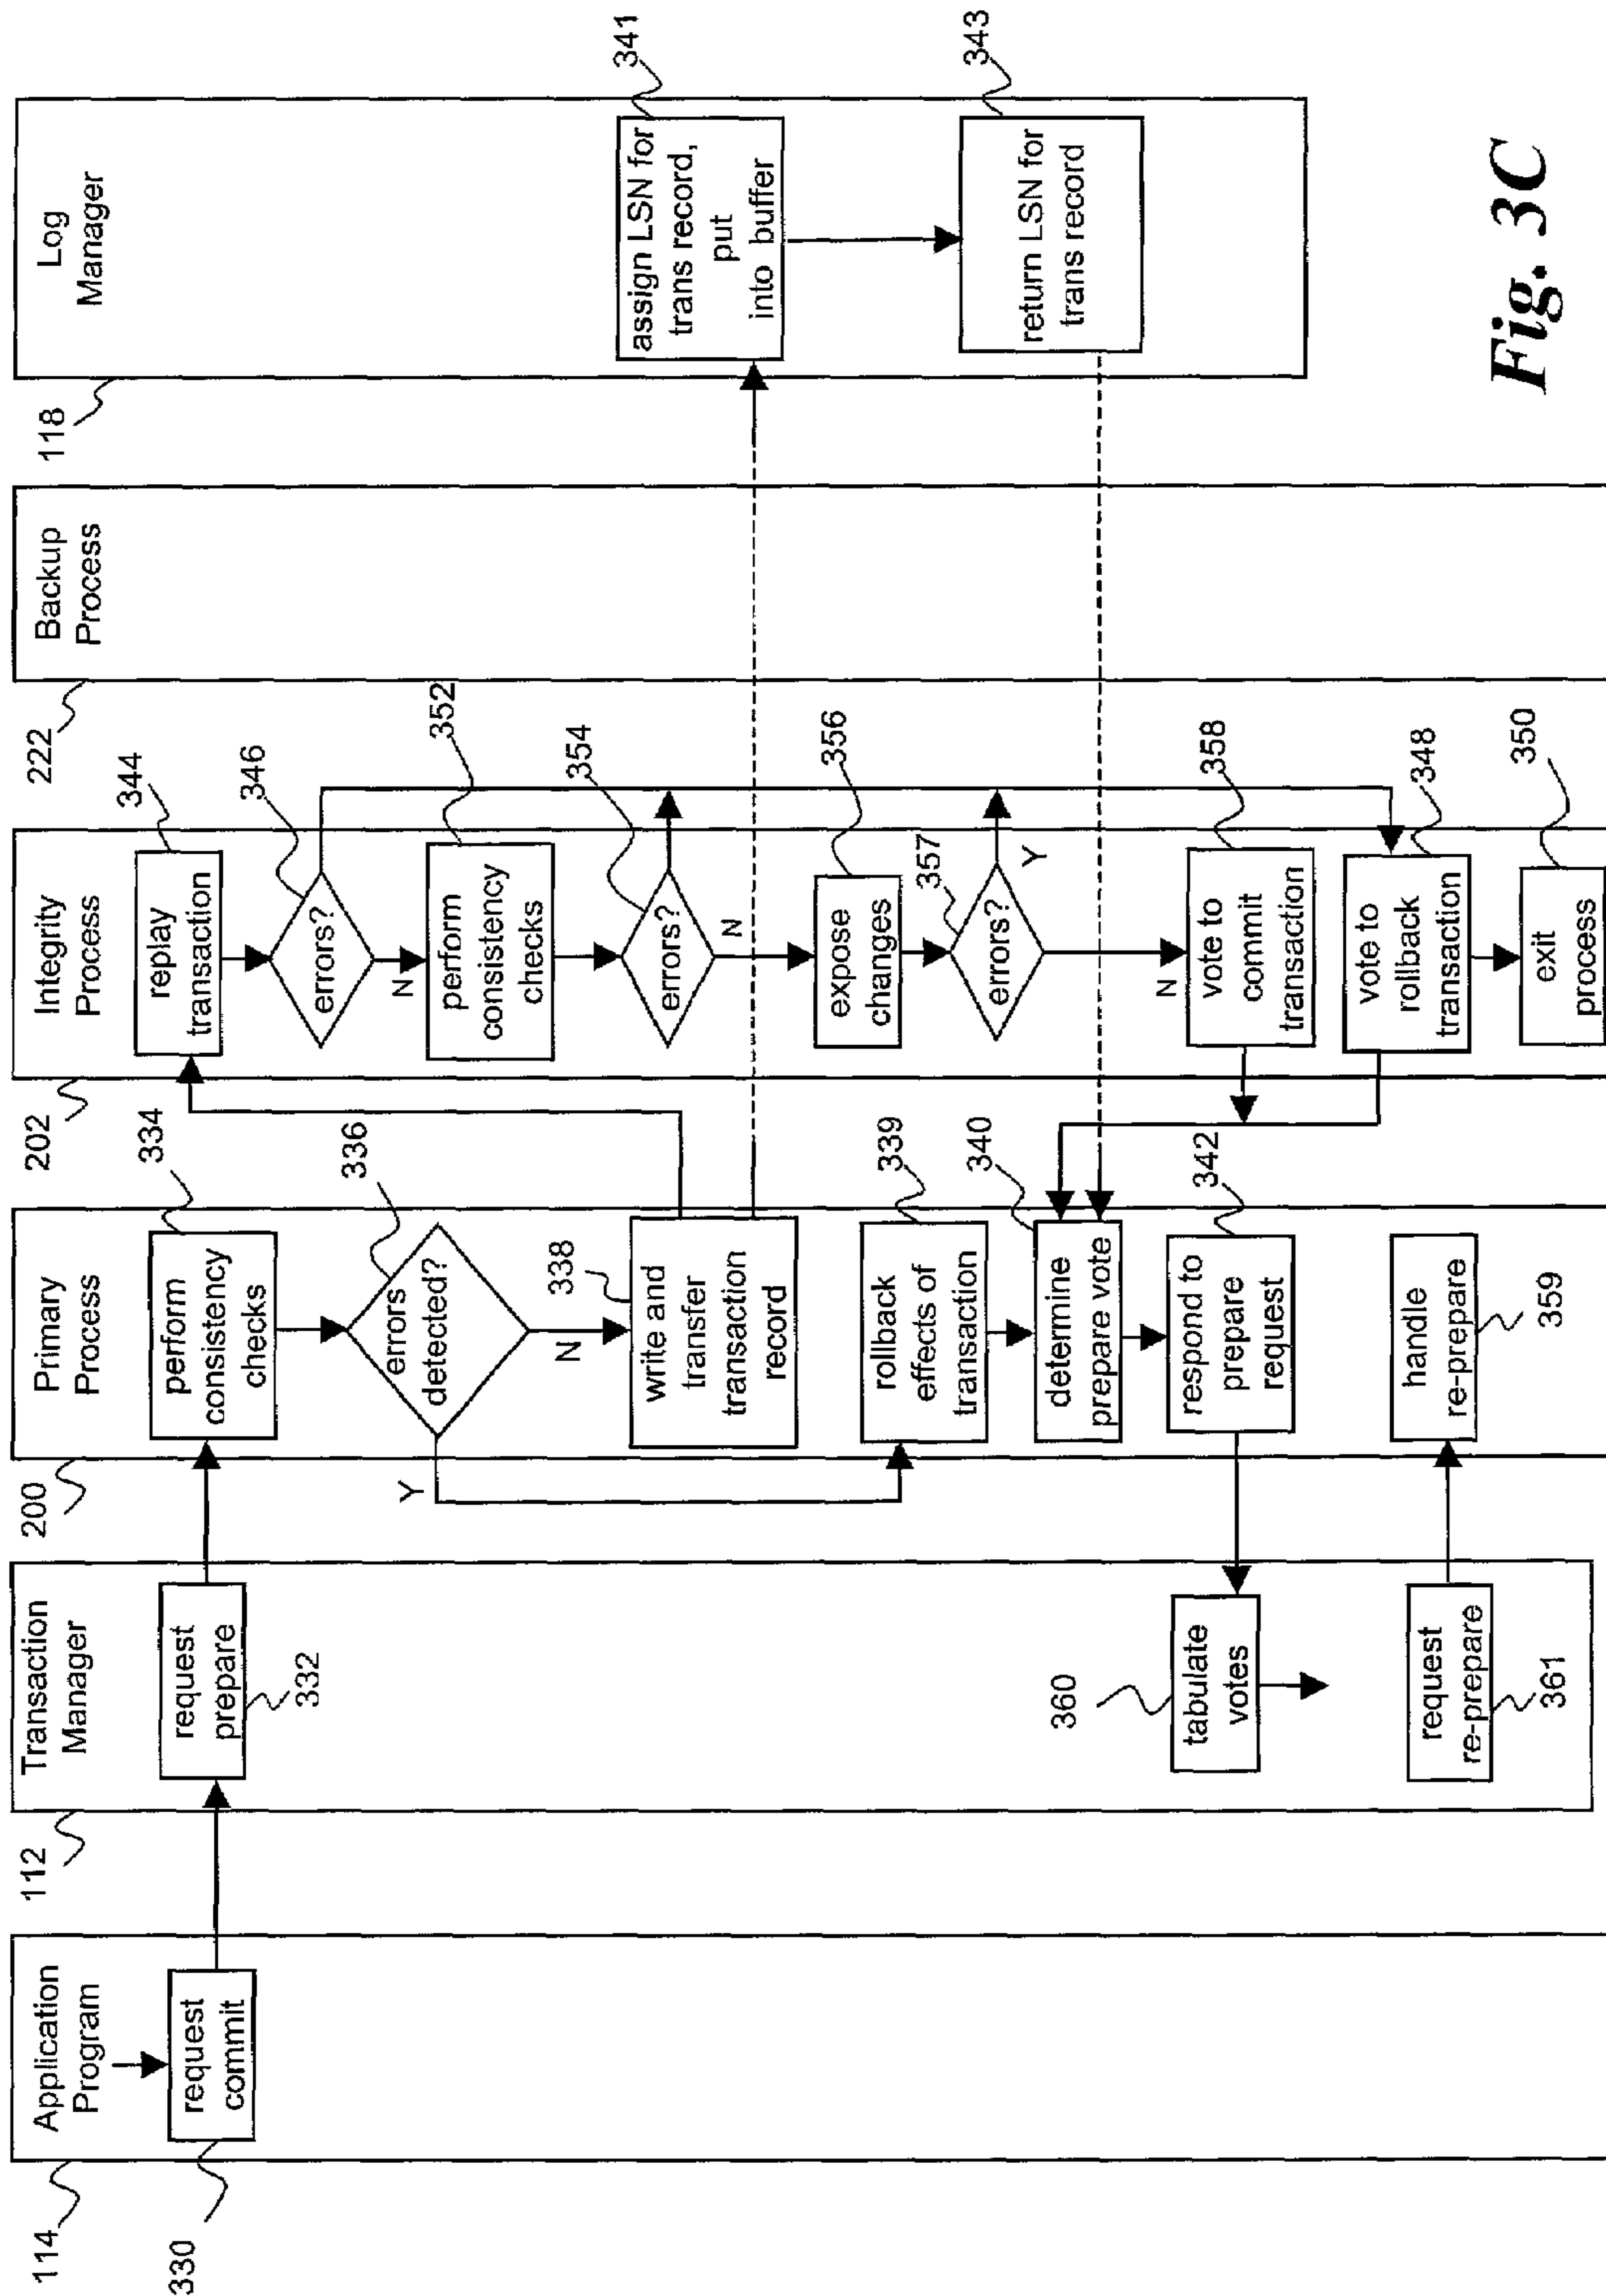 114
Application
Program
330
request
commit
112
Transaction
Manager
request
prepare
332
360
tabulate
votes
request
re-prepare
361
200
Primary
Process
334
perform
consistency
checks
336
errors
detected?
Y
N
338
write and
transfer
transaction
record
339
rollback
effects of
transaction
340
determine
prepare vote
342
respond to
prepare
request
handle
re-prepare
359
202
Integrity
Process
344
replay
transaction
346
errors?
N
352
perform
consistency
checks
354
errors?
N
356
expose
changes
357
errors?
Y
N
358
vote to
commit
transaction
348
vote to
rollback
transaction
350
exit
process
222
Backup
Process
118
Log
Manager
341
assign LSN for
trans record,
put
into buffer
343
return LSN for
trans record
Fig. 3C